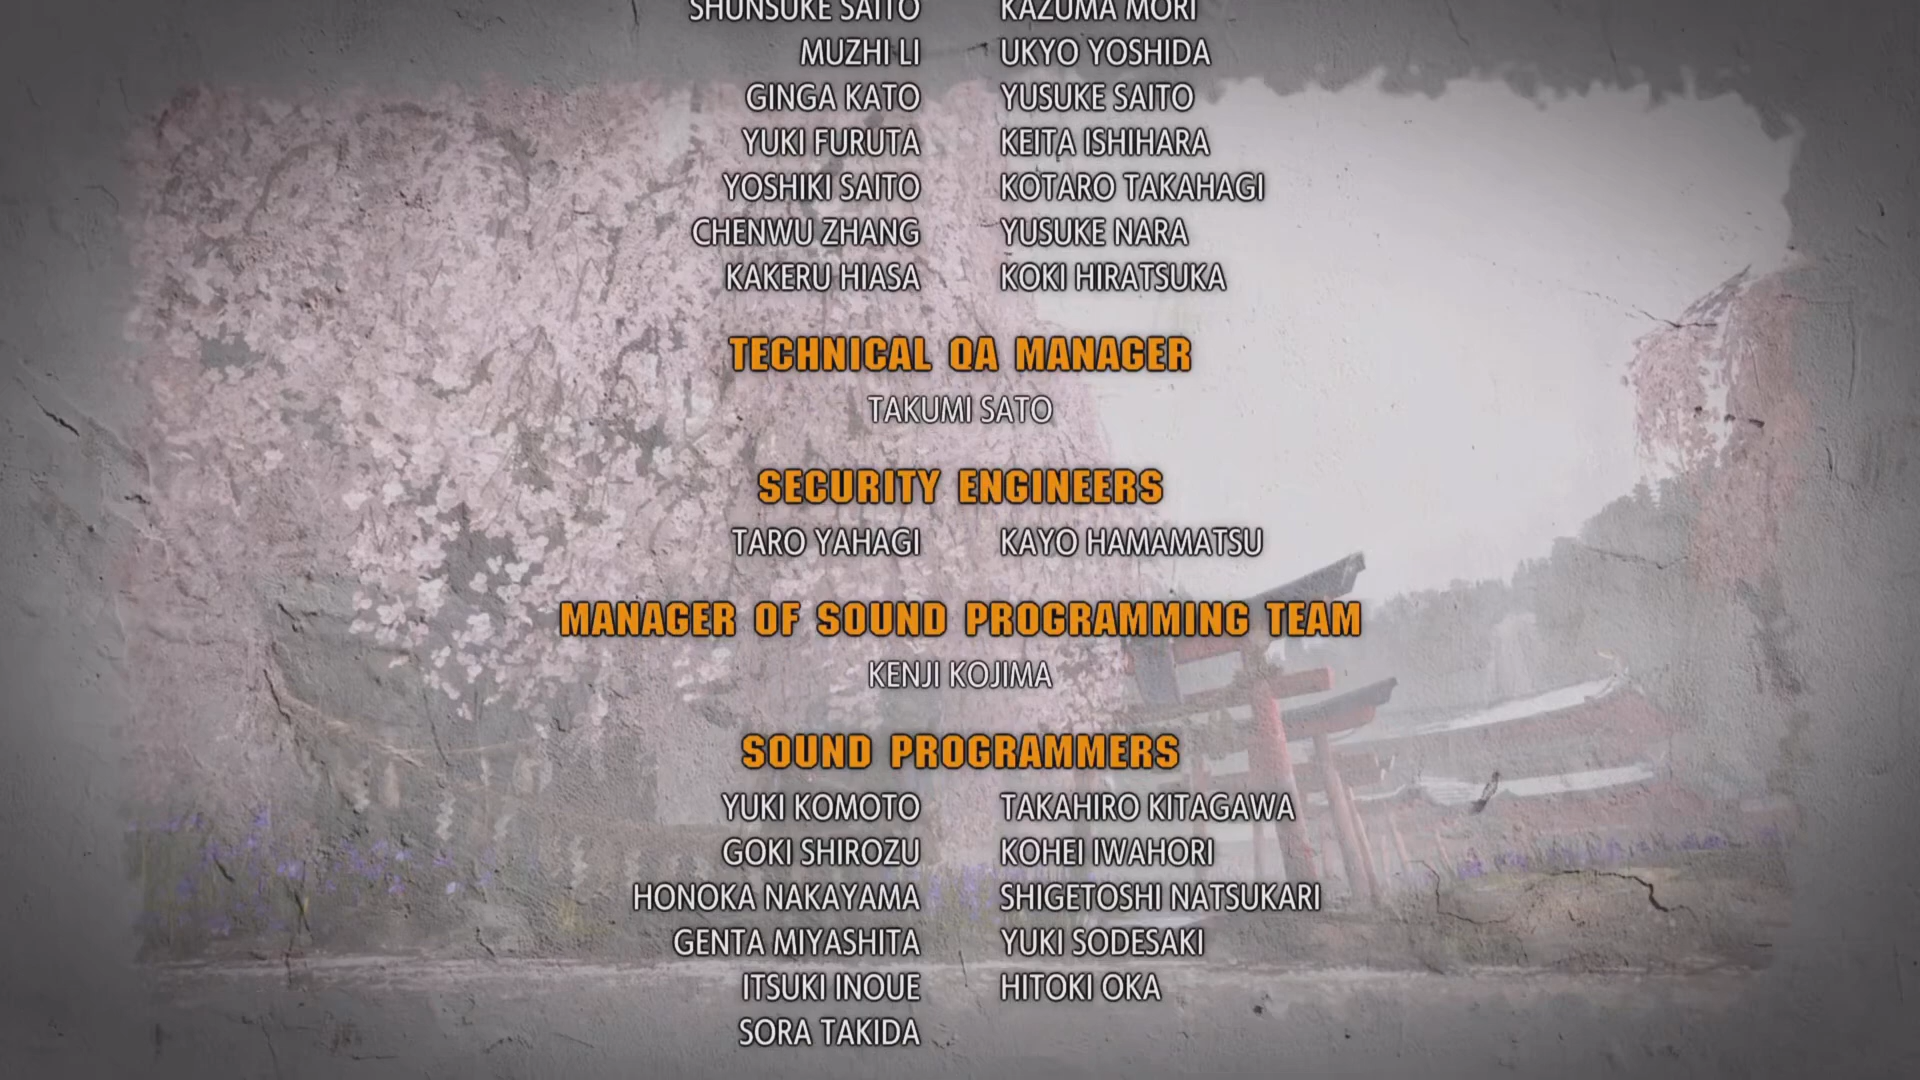 SHUNSUKE SAITO KAZUMA MORI
MUZHI LI UKYO YOSHIDA
GINGA KATO YUSUKE SAITO
YUKI FURUTA KEITA ISHIHARA
YOSHIKI SAITO KOTARO TAKAHAGI
CHENWU ZHANG YUSUKE NARA
KAKERU HIASA KOKI HIRATSUKA
TECHNICAL QA MANAGER
TAKUMI SATO
SECURITY ENGINEERS
TARO YAHAGI KAYO HAMAMATSU
MANAGER OF SOUND PROGRAMMING TEAM
KENJI KOJIMA
SOUND PROGRAMMERS
YUKI KOMOTO TAKAHIRO KITAGAWA
GOKI SHIROZU KOHEI IWAHORI
HONOKA NAKAYAMA SHIGETOSHI NATSUKARI
GENTA MIYASHITA YUKI SODESAKI
ITSUKI INOUE HITOKI OKA
SORA TAKIDA